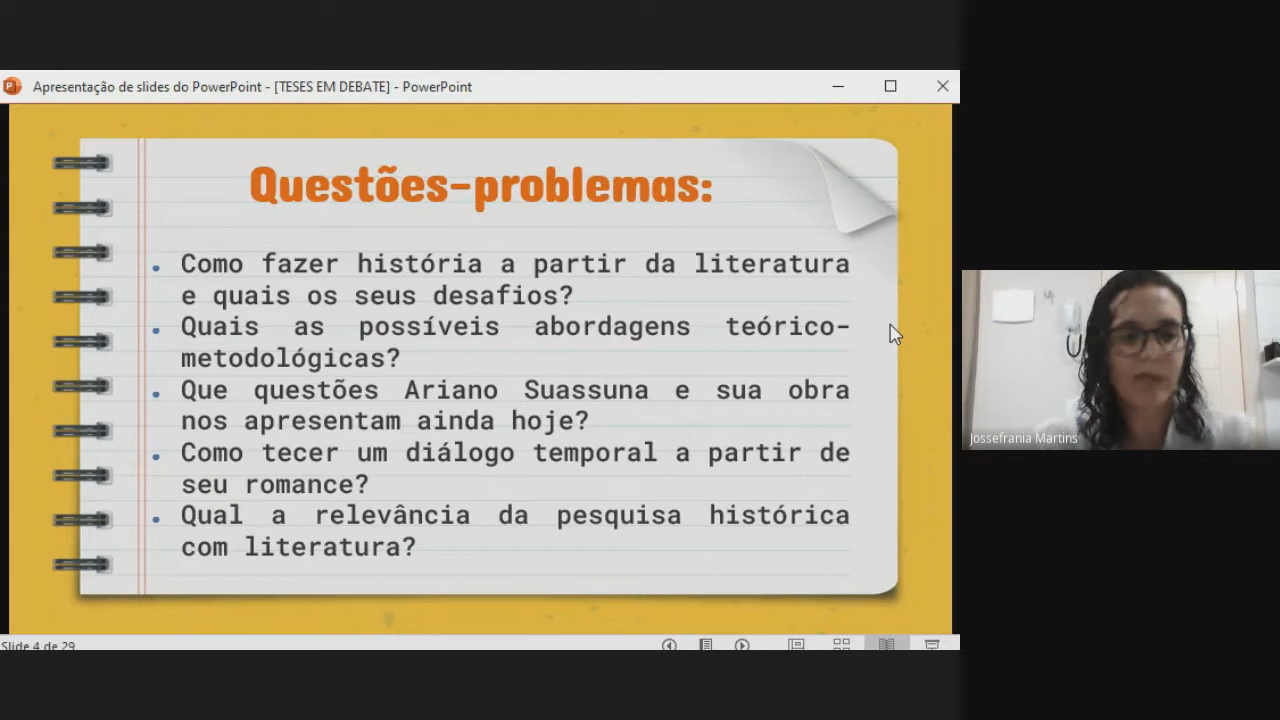 Apresentação de slides do PowerPoint - [TESES EM DEBATE] - PowerPoint
Questões-problemas:
Como fazer história a partir da literatura
e quais os seus desafios?
Quais as possíveis abordagens teórico-
metodológicas?
Que questões Ariano Suassuna e sua obra
nos apresentam ainda hoje?
Como tecer um diálogo temporal a partir de
seu romance?
Qual a relevância da pesquisa histórica
com literatura?
Jossefrania Martins
Slide 4 de 29